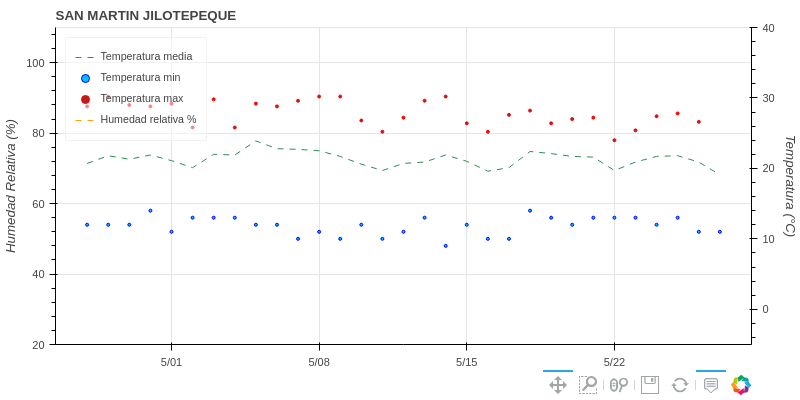 SAN MARTIN JILOTEPEQUE
Temperatura media
Temperatura min
Temperatura max
Humedad relativa %
Humedad Relativa (%)
100
80
60
40
20
40
30
20
10
0
Temperatura (°C)
5/01
5/08
5/15
5/22